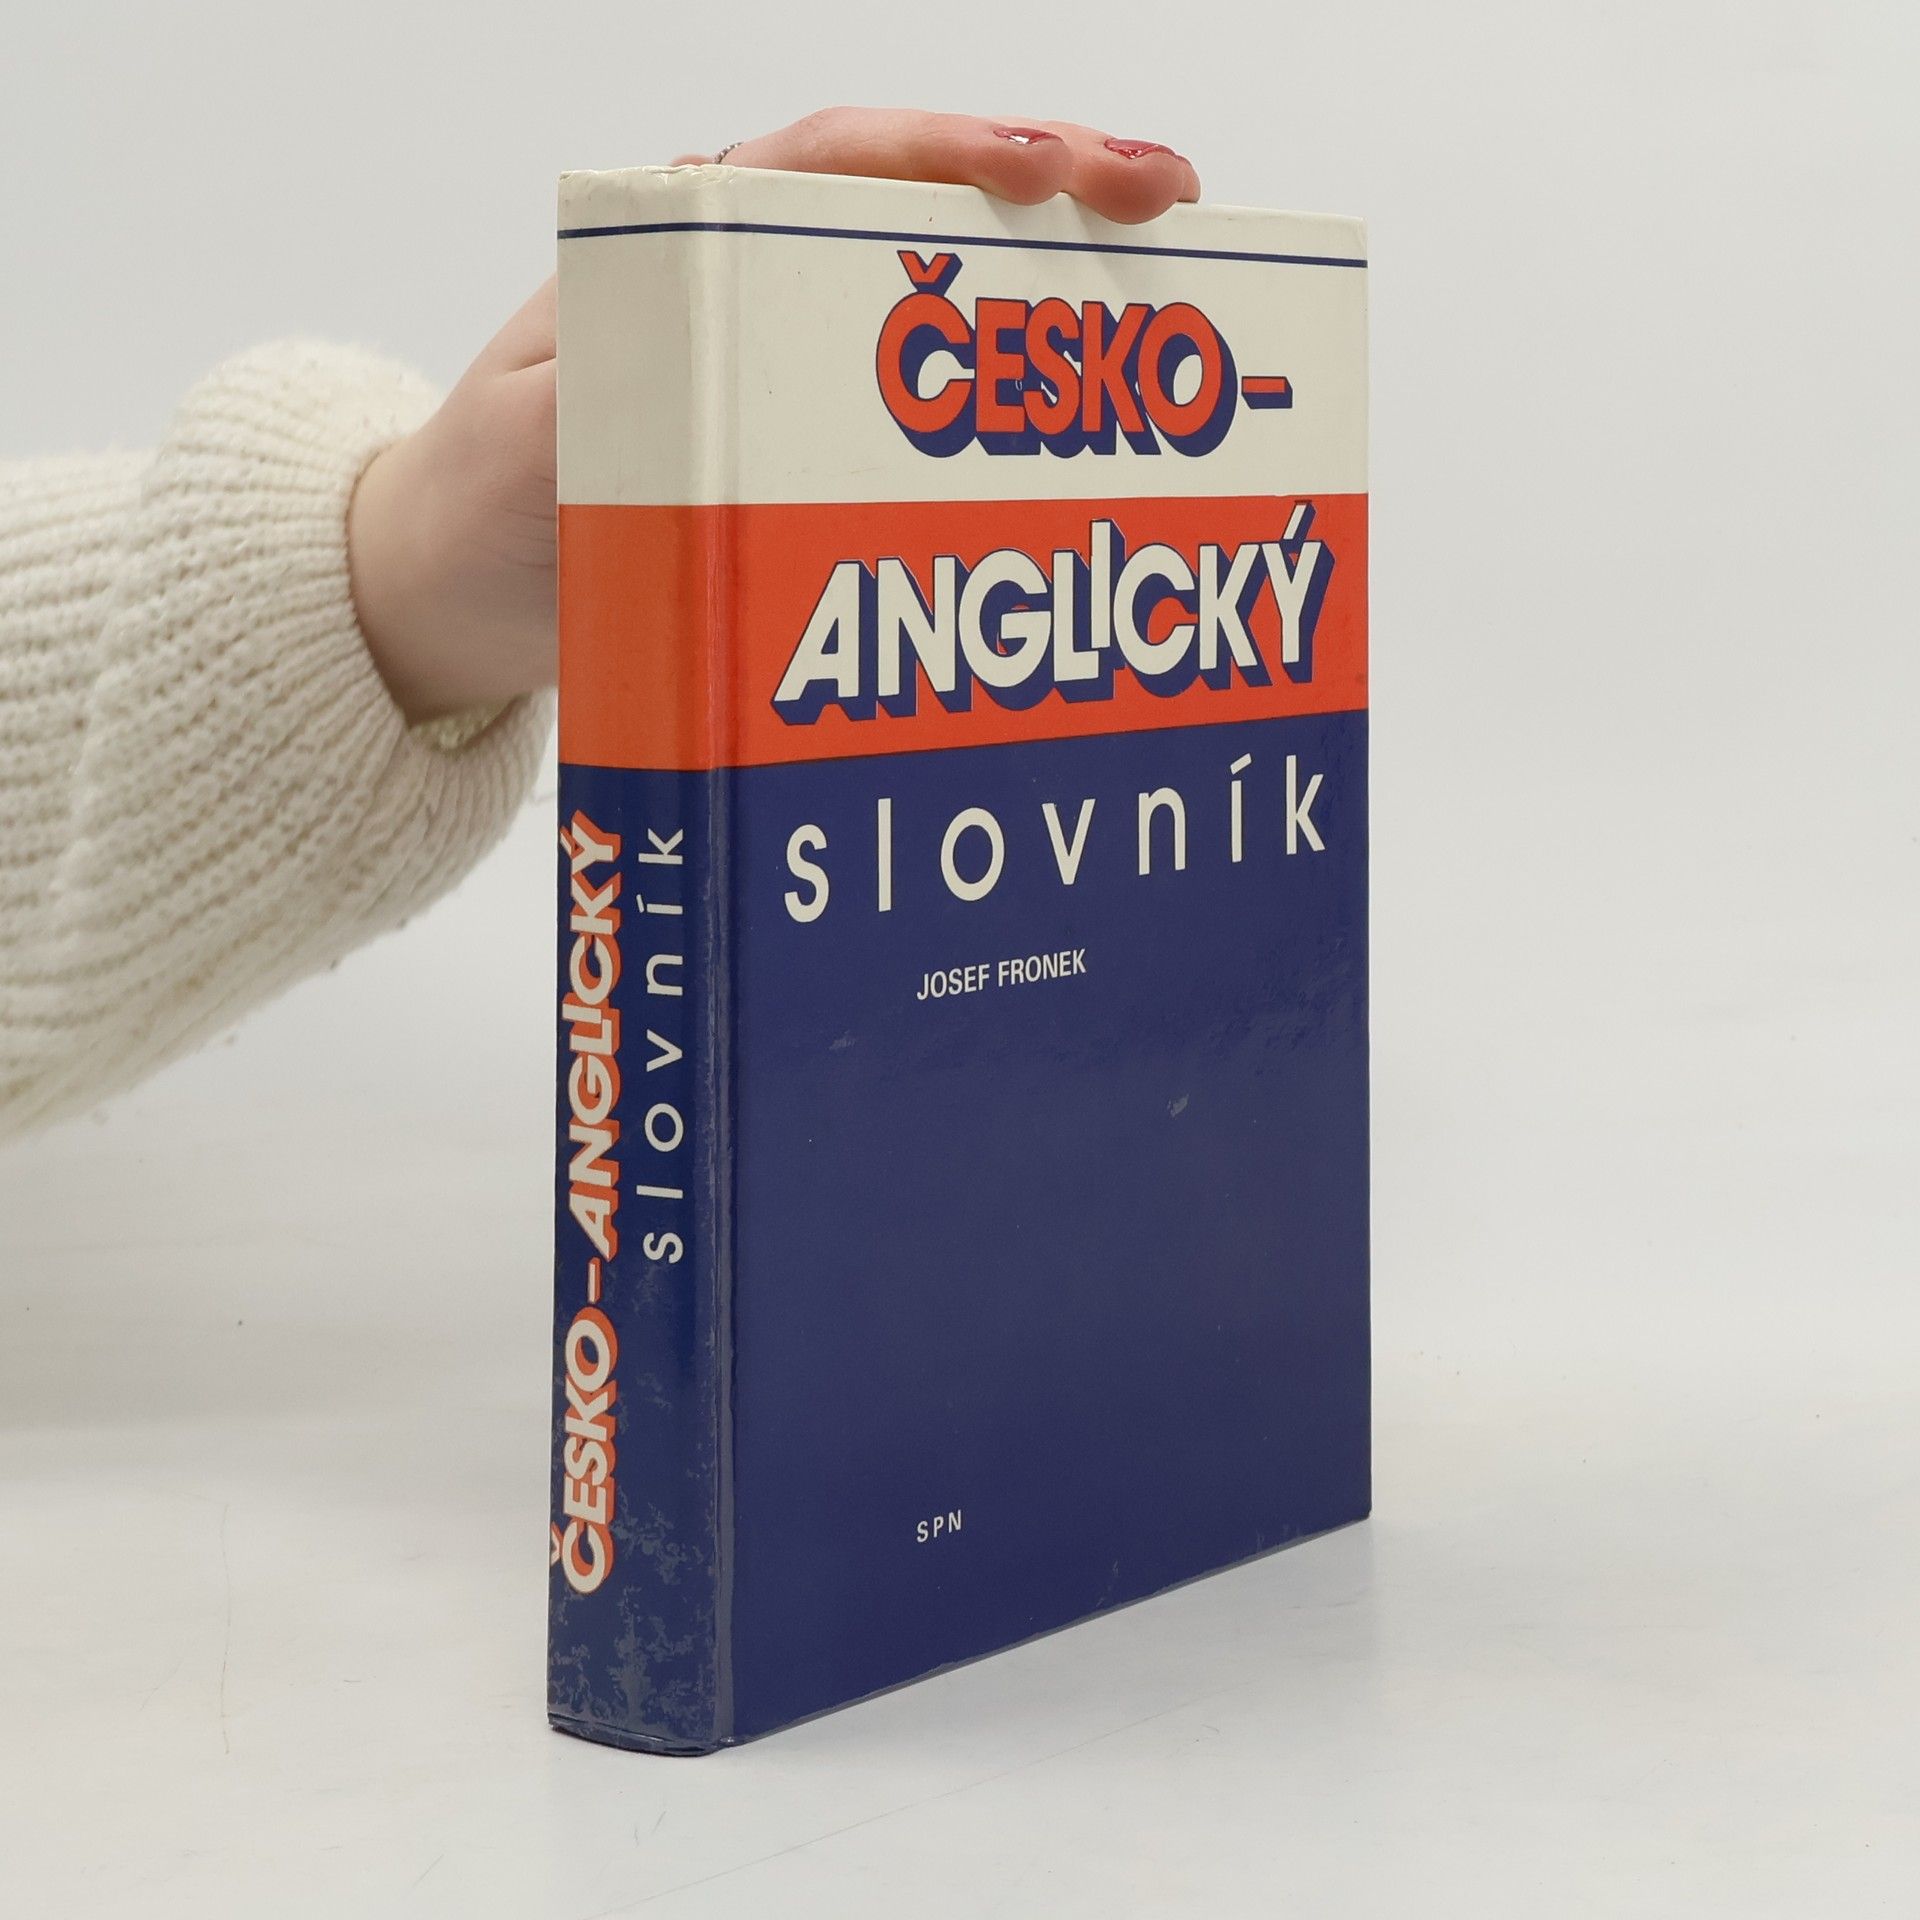 ČESKO-
ANGLICKÝ
slovník
JOSEF FRONEK
SPN
ČESKO-ANGLICKÝ
slovník